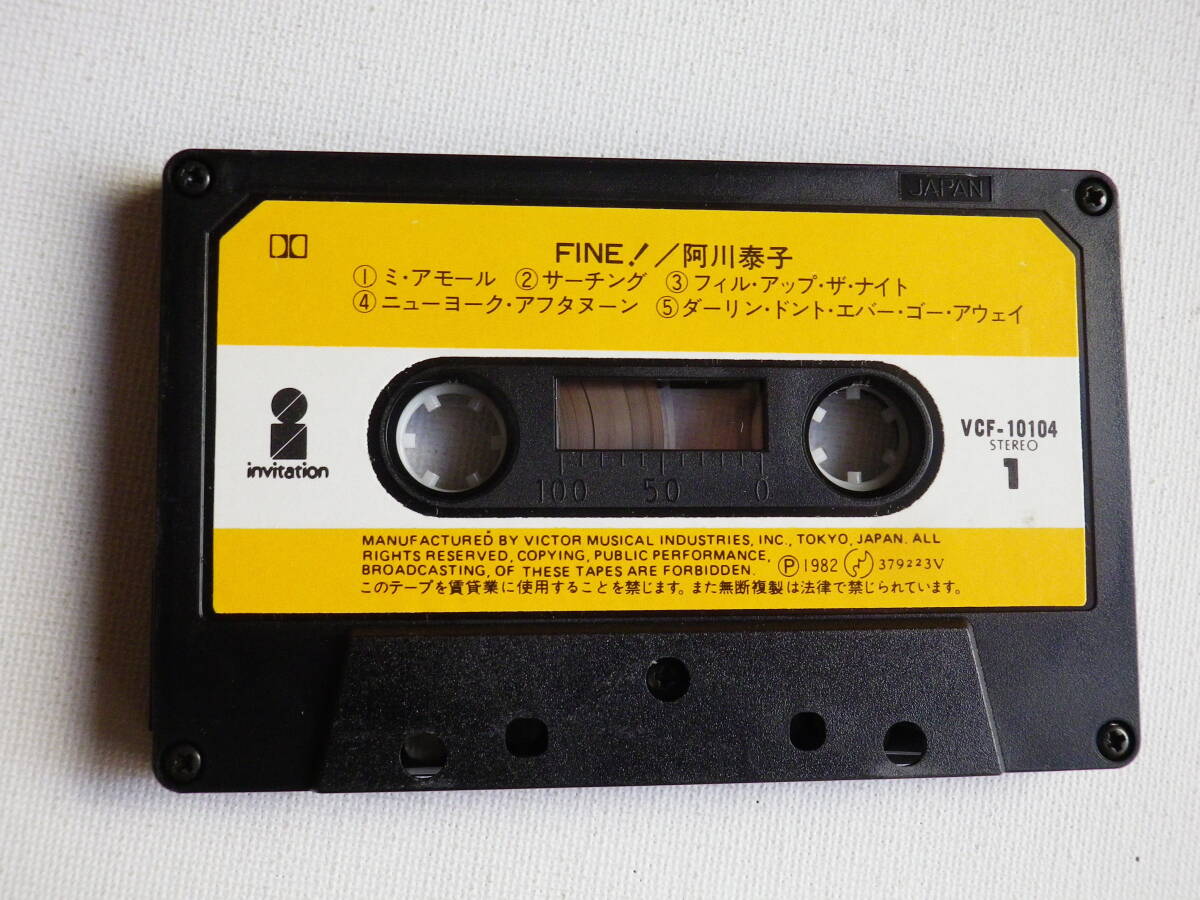 JAPAN
FINE!／阿川泰子
①ミ・アモール ②サーチング ③フィル・アップ・ザ・ナイト
④ニューヨーク・アフタヌーン ⑤ダーリン・ドント・エバー・ゴー・アウェイ
invitation
VCF-10104
STEREO
1
100 50 0
MANUFACTURED BY VICTOR MUSICAL INDUSTRIES, INC., TOKYO, JAPAN. ALL
RIGHTS RESERVED, COPYING, PUBLIC PERFORMANCE,
BROADCASTING, OF THESE TAPES ARE FORBIDDEN. Ⓟ1982 379223V
このテープを賃貸業に使用することを禁じます。また無断複製は法律で禁じられています。